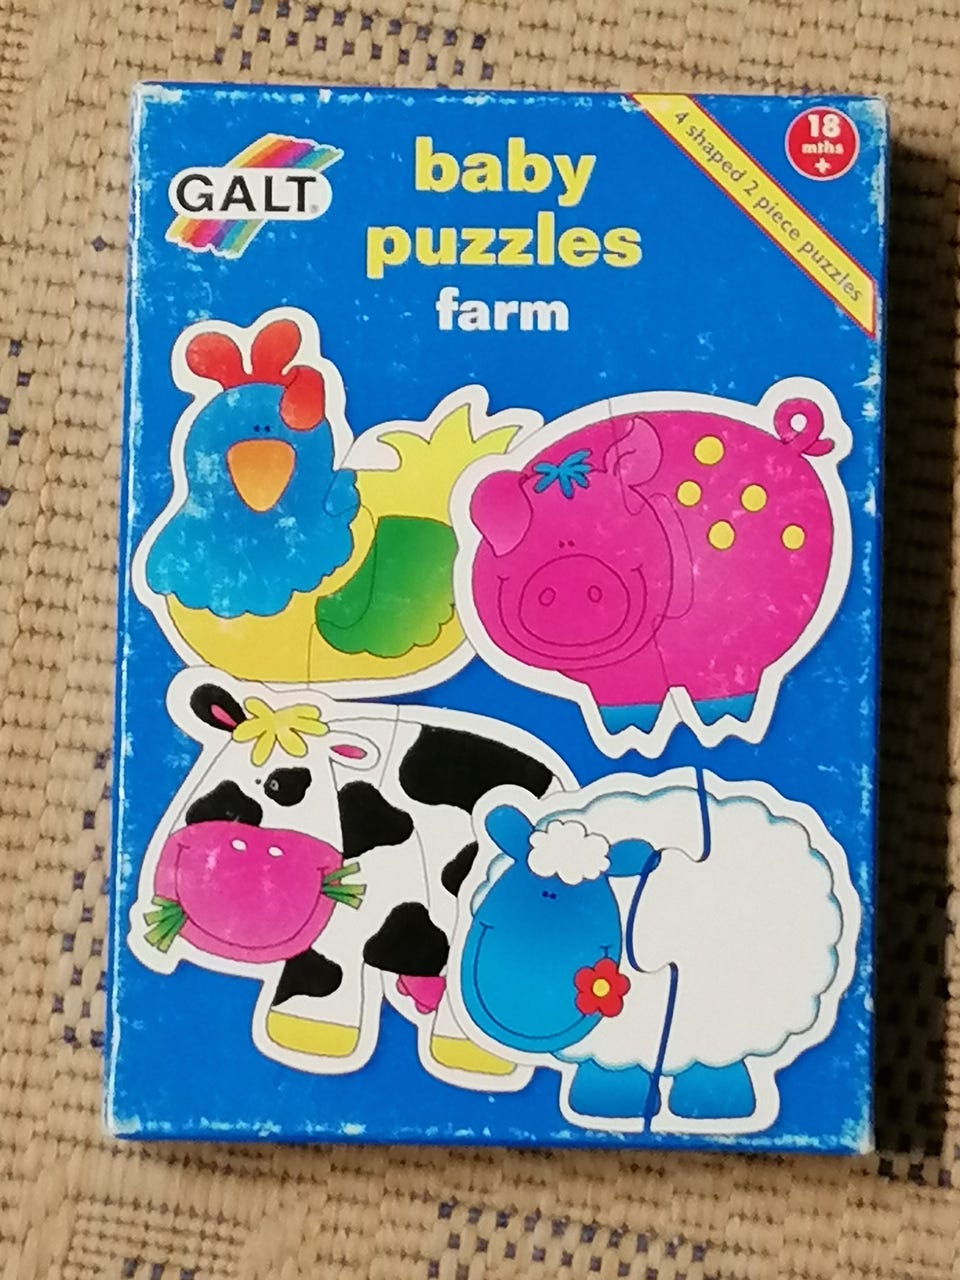 GALT®
baby
puzzles
farm
4 shaped 2 piece puzzles
18
mths
+